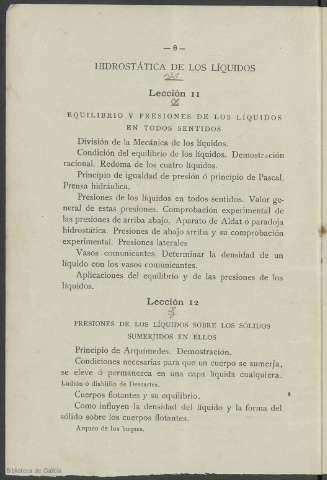 — 8 —
HIDROSTÁTICA DE LOS LÍQUIDOS
Lección 11
EQUILIBRIO Y PRESIONES DE LOS LÍQUIDOS
EN TODOS SENTIDOS
División de la Mecánica de los líquidos.
Condición del equilibrio de los líquidos. Demostración
racional. Redoma de los cuatro líquidos.
Principio de igualdad de presión ó principio de Pascal.
Prensa hidráulica.
Presiones de los líquidos en todos sentidos. Valor ge-
neral de estas presiones. Comprobación experimental de
las presiones de arriba abajo. Aparato de Aldat ó paradoja
hidrostática. Presiones de abajo arriba y su comprobación
experimental. Presiones laterales
Vasos comunicantes. Determinar la densidad de un
líquido con los vasos comunicantes.
Aplicaciones del equilibrio y de las presiones de los
líquidos.
Lección 12
PRESIONES DE LOS LÍQUIDOS SOBRE LOS SÓLIDOS
SUMERJIDOS EN ELLOS
Principio de Arquímedes. Demostración.
Condiciones necesarias para que un cuerpo se sumerja,
se eleve ó permanezca en una capa líquida cualquiera.
Ludión ó diablillo de Descartes.
Cuerpos flotantes y su equilibrio.
Como influyen la densidad del líquido y la forma del
sólido sobre los cuerpos flotantes.
Arqueo de los buques.
Biblioteca de Galicia